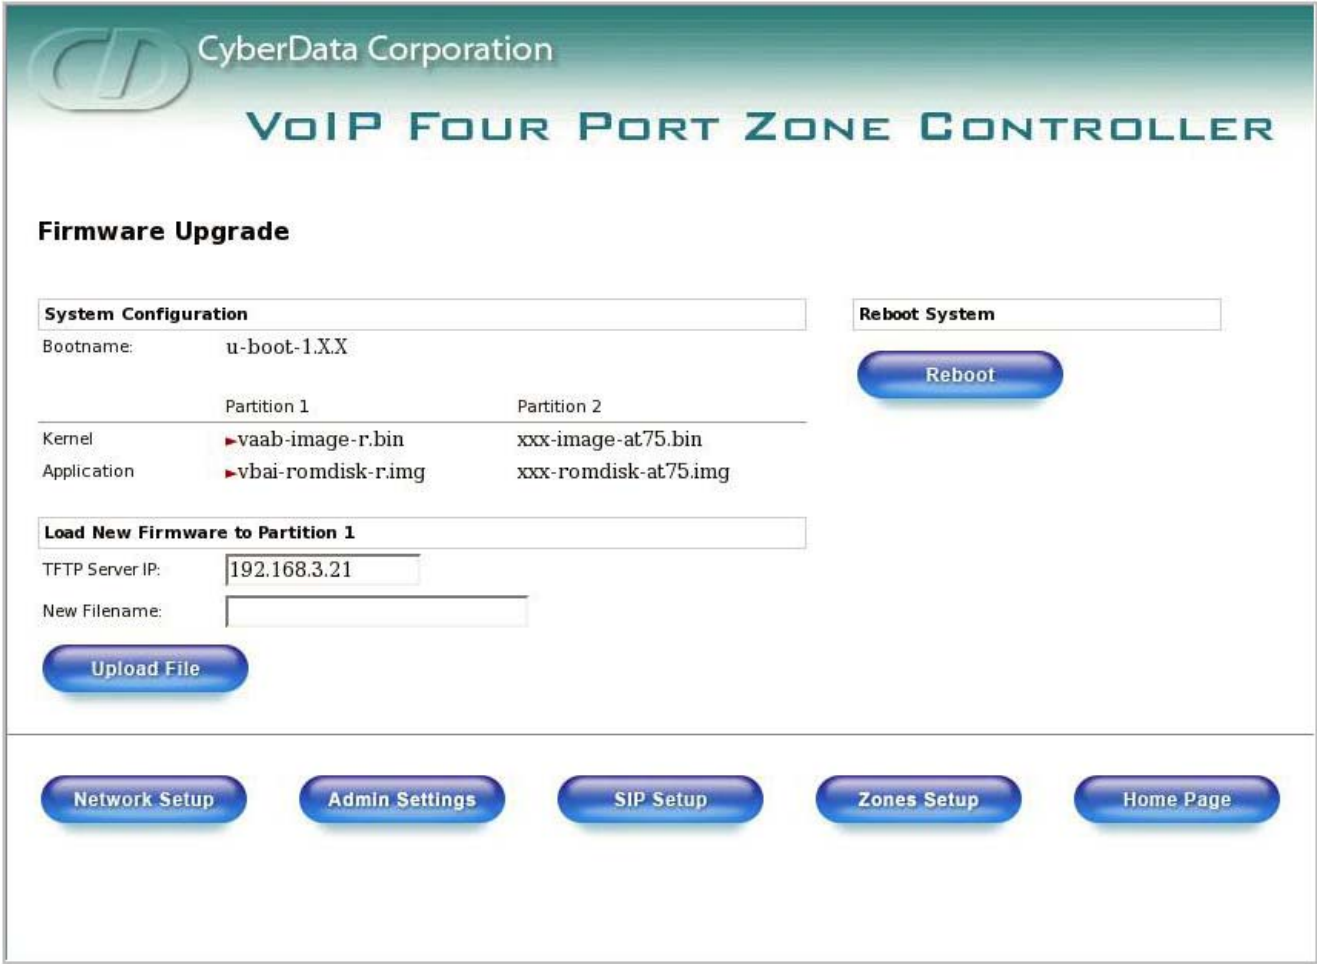 CD
CyberData Corporation
VoIP Four Port Zone Controller
Firmware Upgrade
System Configuration
Reboot System
Bootname: u-boot-1.X.X
Reboot
Partition 1 Partition 2
Kernel ►vaab-image-r.bin xxx-image-at75.bin
Application ►vbai-romdisk-r.img xxx-romdisk-at75.img
Load New Firmware to Partition 1
TFTP Server IP: 192.168.3.21
New Filename:
Upload File
Network Setup Admin Settings SIP Setup Zones Setup Home Page